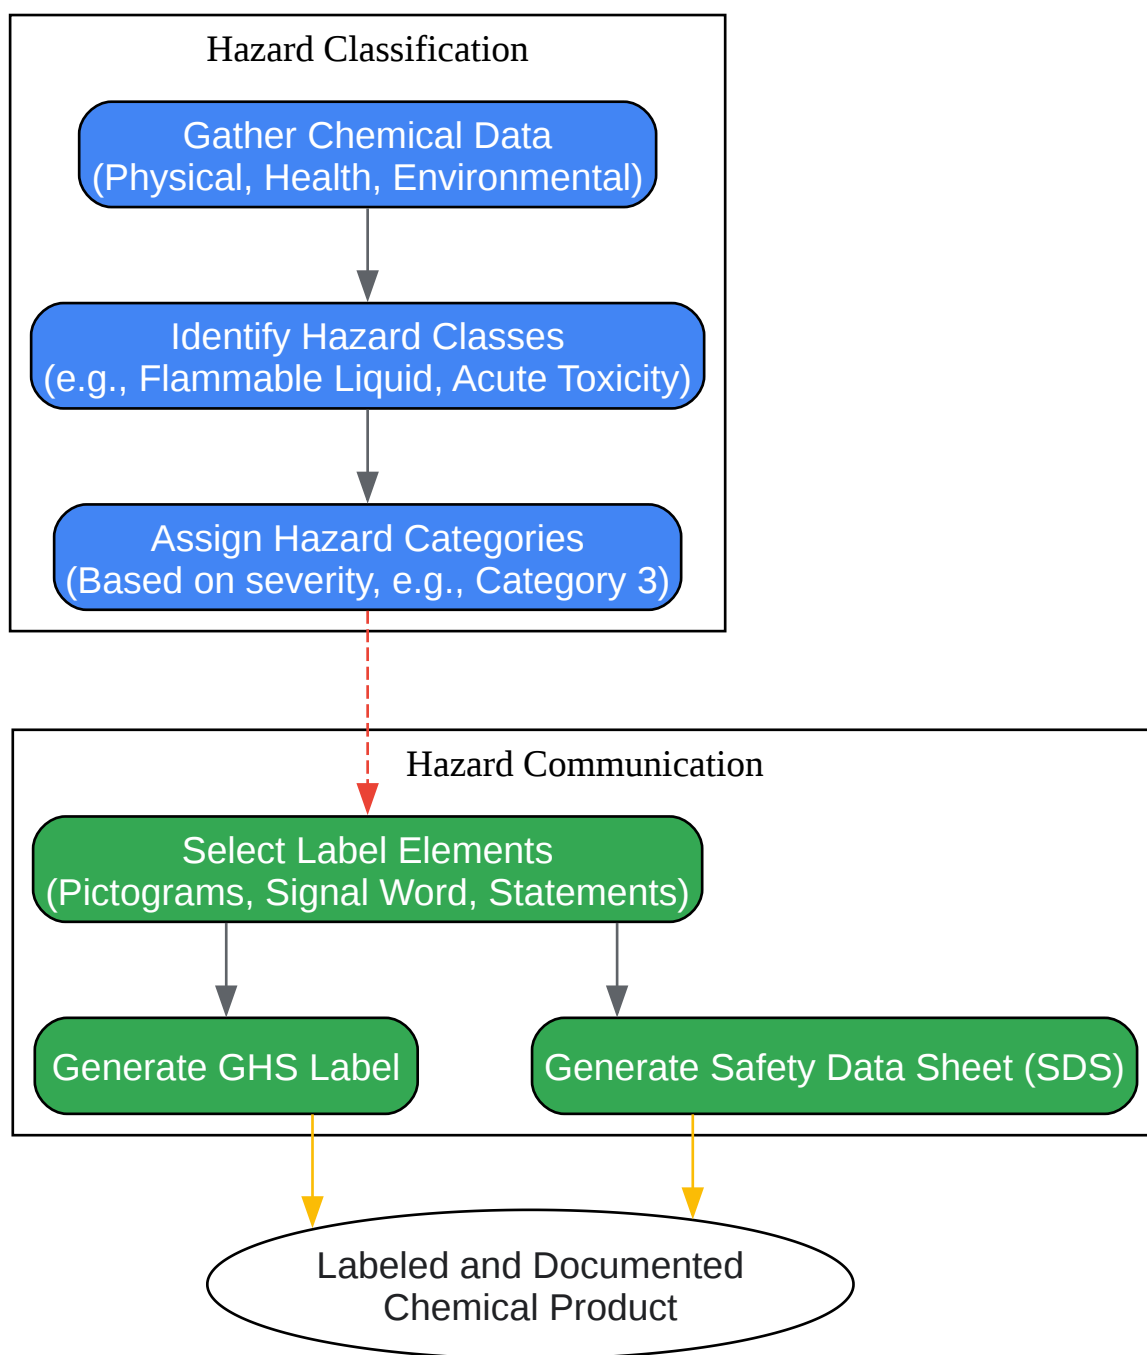 Hazard Classification
Gather Chemical Data
(Physical, Health, Environmental)
Identify Hazard Classes
(e.g., Flammable Liquid, Acute Toxicity)
Assign Hazard Categories
(Based on severity, e.g., Category 3)
Hazard Communication
Select Label Elements
(Pictograms, Signal Word, Statements)
Generate GHS Label
Generate Safety Data Sheet (SDS)
Labeled and Documented
Chemical Product